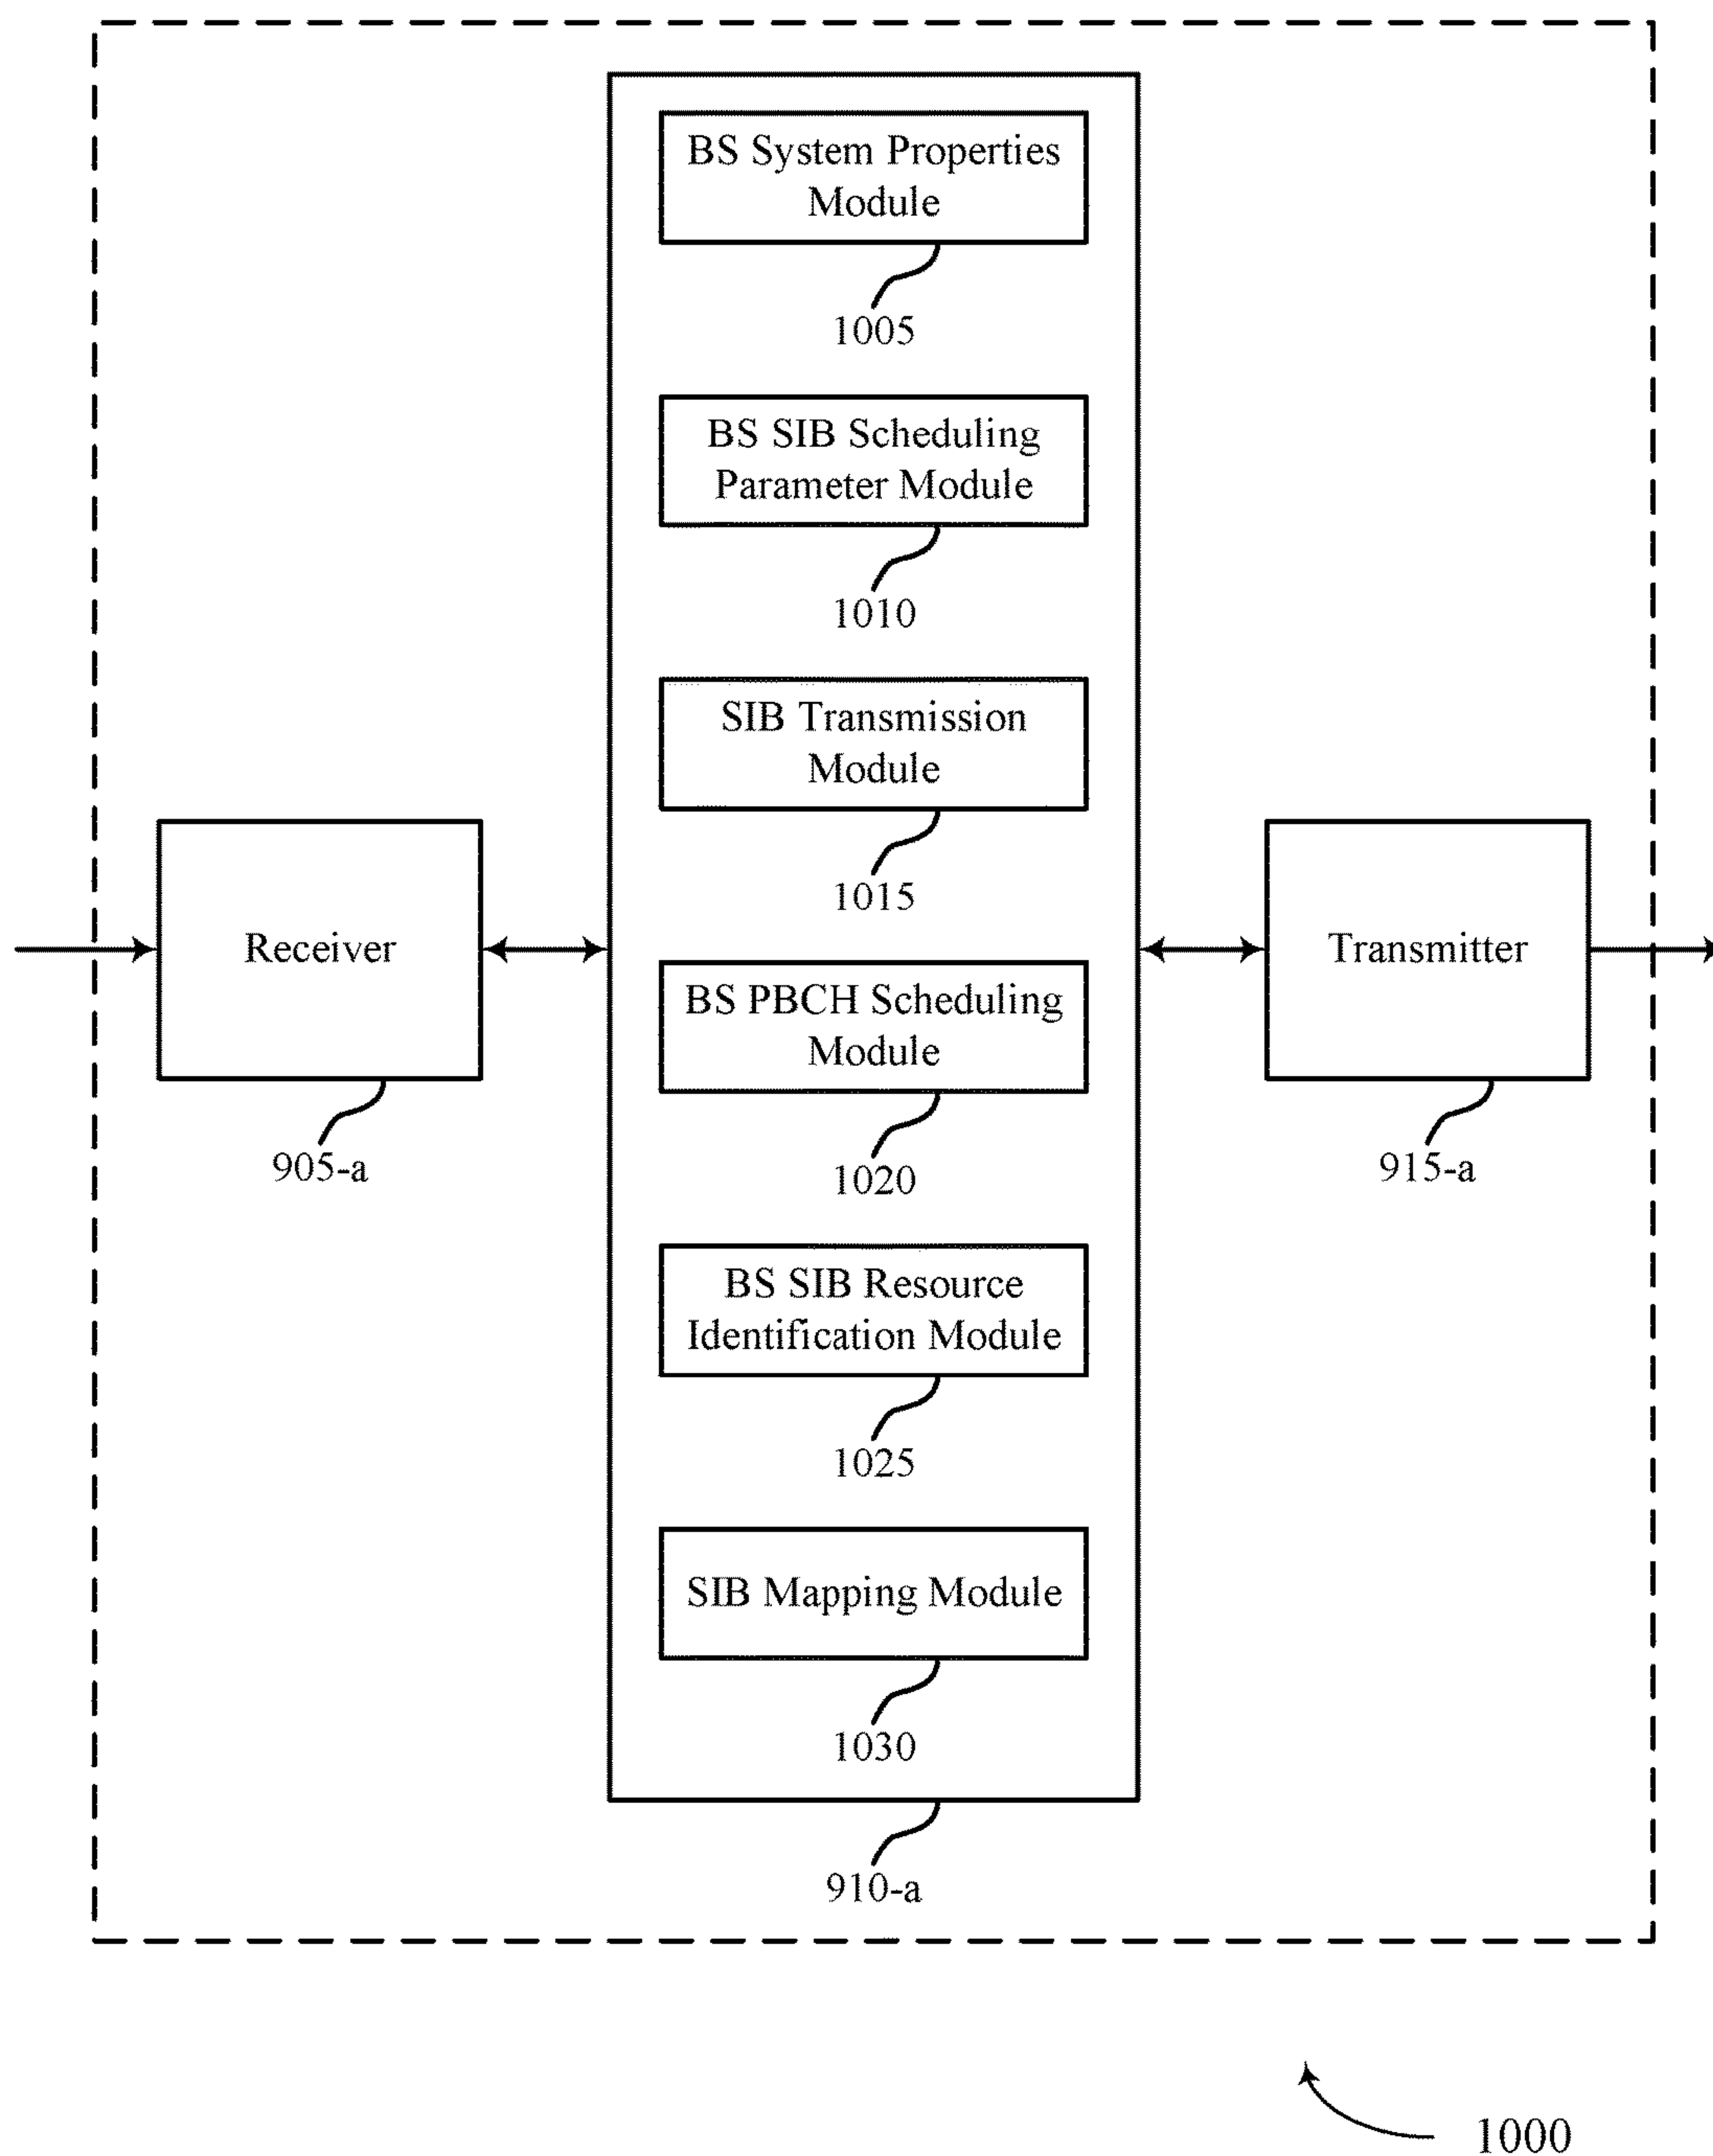 BS System Properties
Module
1005
BS SIB Scheduling
Parameter Module
1010
SIB Transmission
Module
1015
Receiver
905-a
BS PBCH Scheduling
Module
1020
Transmitter
915-a
BS SIB Resource
Identification Module
1025
SIB Mapping Module
1030
910-a
1000